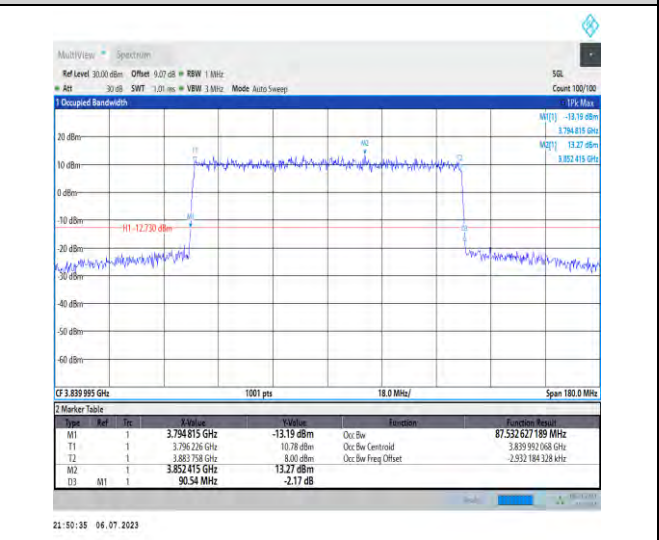 MultiView Spectrum
Ref Level 30.00 dBm Offset 9.07 dB RBW 1 MHz SGL
Att 30 dB SWT 1.01 ms VBW 3 MHz Mode Auto Sweep Count 100/100
1 Occupied Bandwidth 1Pk Max
M1[1] -13.19 dBm
3.794 815 GHz
M2[1] 13.27 dBm
3.852 415 GHz
20 dBm
M2
T1
T2
10 dBm
0 dBm
-10 dBm
M1
H1 -12.730 dBm
D3
-20 dBm
-30 dBm
-40 dBm
-50 dBm
-60 dBm
CF 3.839 995 GHz 1001 pts 18.0 MHz/ Span 180.0 MHz
2 Marker Table
Type Ref Trc X-Value Y-Value Function Function Result
M1 1 3.794 815 GHz -13.19 dBm Occ Bw 87.532 627 189 MHz
T1 1 3.796 226 GHz 10.78 dBm Occ Bw Centroid 3.839 992 068 GHz
T2 1 3.883 758 GHz 8.00 dBm Occ Bw Freq Offset -2.932 184 328 kHz
M2 1 3.852 415 GHz 13.27 dBm
D3 M1 1 90.54 MHz -2.17 dB
Ready
21:50:35 06.07.2023